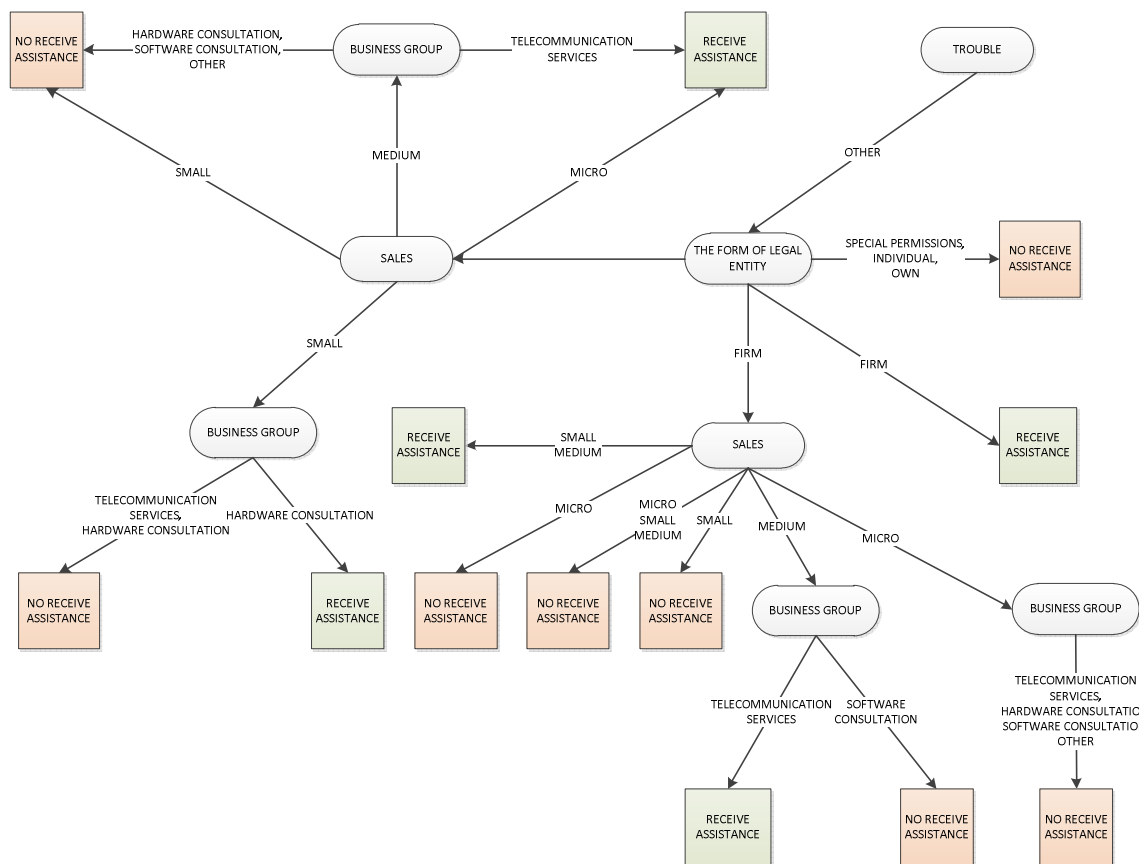 NO RECEIVE
ASSISTANCE
HARDWARE CONSULTATION,
SOFTWARE CONSULTATION,
OTHER
BUSINESS GROUP
TELECOMMUNICATION
SERVICES
RECEIVE
ASSISTANCE
TROUBLE
SMALL
MEDIUM
MICRO
OTHER
SALES
THE FORM OF LEGAL
ENTITY
SPECIAL PERMISSIONS,
INDIVIDUAL,
OWN
NO RECEIVE
ASSISTANCE
SMALL
FIRM
FIRM
BUSINESS GROUP
RECEIVE
ASSISTANCE
SMALL
MEDIUM
SALES
RECEIVE
ASSISTANCE
TELECOMMUNICATION
SERVICES,
HARDWARE CONSULTATION
HARDWARE CONSULTATION
MICRO
MICRO
SMALL
MEDIUM
SMALL
MEDIUM
MICRO
NO RECEIVE
ASSISTANCE
RECEIVE
ASSISTANCE
NO RECEIVE
ASSISTANCE
NO RECEIVE
ASSISTANCE
NO RECEIVE
ASSISTANCE
BUSINESS GROUP
BUSINESS GROUP
TELECOMMUNICATION
SERVICES
SOFTWARE
CONSULTATION
TELECOMMUNICATION
SERVICES,
HARDWARE CONSULTATIO
SOFTWARE CONSULTATIO
OTHER
RECEIVE
ASSISTANCE
NO RECEIVE
ASSISTANCE
NO RECEIVE
ASSISTANCE